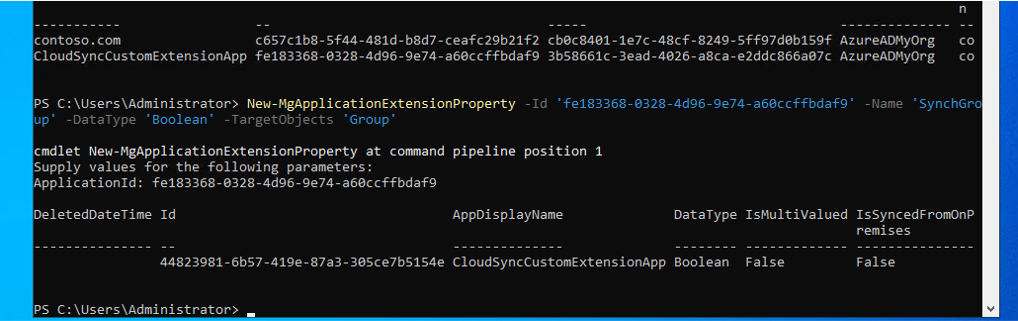 n
------------ -- ----- -------------- --
contoso.com c657c1b8-5f44-481d-b8d7-ceafc29b21f2 cb0c8401-1e7c-48cf-8249-5ff97d0b159f AzureADMyOrg co
CloudSyncCustomExtensionApp fe183368-0328-4d96-9e74-a60ccffbdaf9 3b58661c-3ead-4026-a8ca-e2ddc866a07c AzureADMyOrg co
PS C:\Users\Administrator> New-MgApplicationExtensionProperty -Id 'fe183368-0328-4d96-9e74-a60ccffbdaf9' -Name 'SynchGro
up' -DataType 'Boolean' -TargetObjects 'Group'
cmdlet New-MgApplicationExtensionProperty at command pipeline position 1
Supply values for the following parameters:
ApplicationId: fe183368-0328-4d96-9e74-a60ccffbdaf9
DeletedDateTime Id AppDisplayName DataType IsMultiValued IsSyncedFromOnP
remises
--------------- -- -------------- -------- ------------- ---------------
44823981-6b57-419e-87a3-305ce7b5154e CloudSyncCustomExtensionApp Boolean False False
PS C:\Users\Administrator>